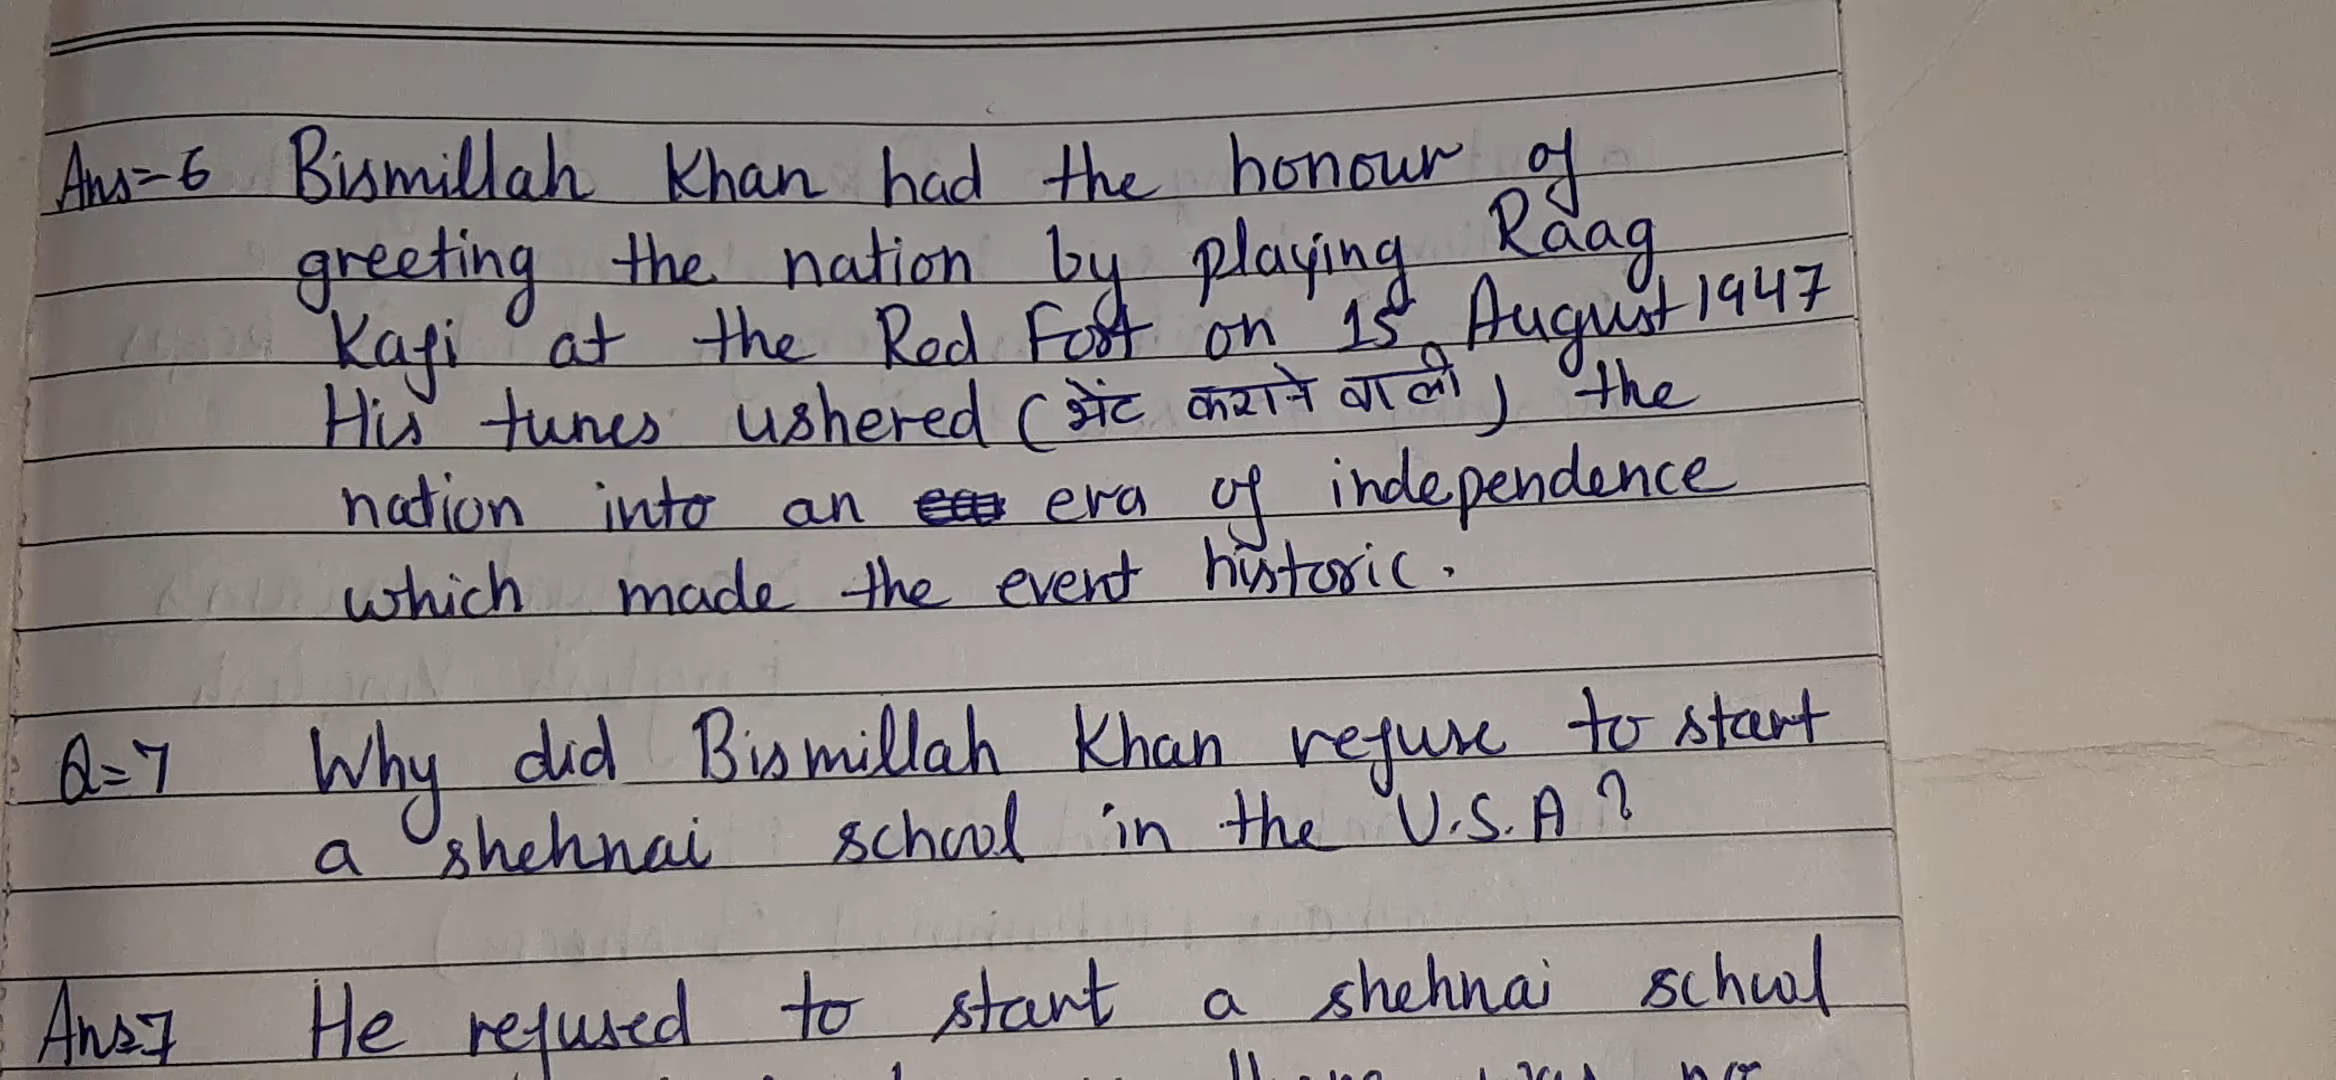 Ans=6 Bismillah Khan had the honour of
greeting the nation by playing Raag
Kafi at the Red Fort on 15 August 1947
His tunes ushered (भेंट कराने वाली) the
nation into an era of independence
which made the event historic.
Q=7 Why did Bismillah Khan refuse to start
a shehnai school in the U.S.A?
Ans=7 He refused to start a shehnai school
there was no